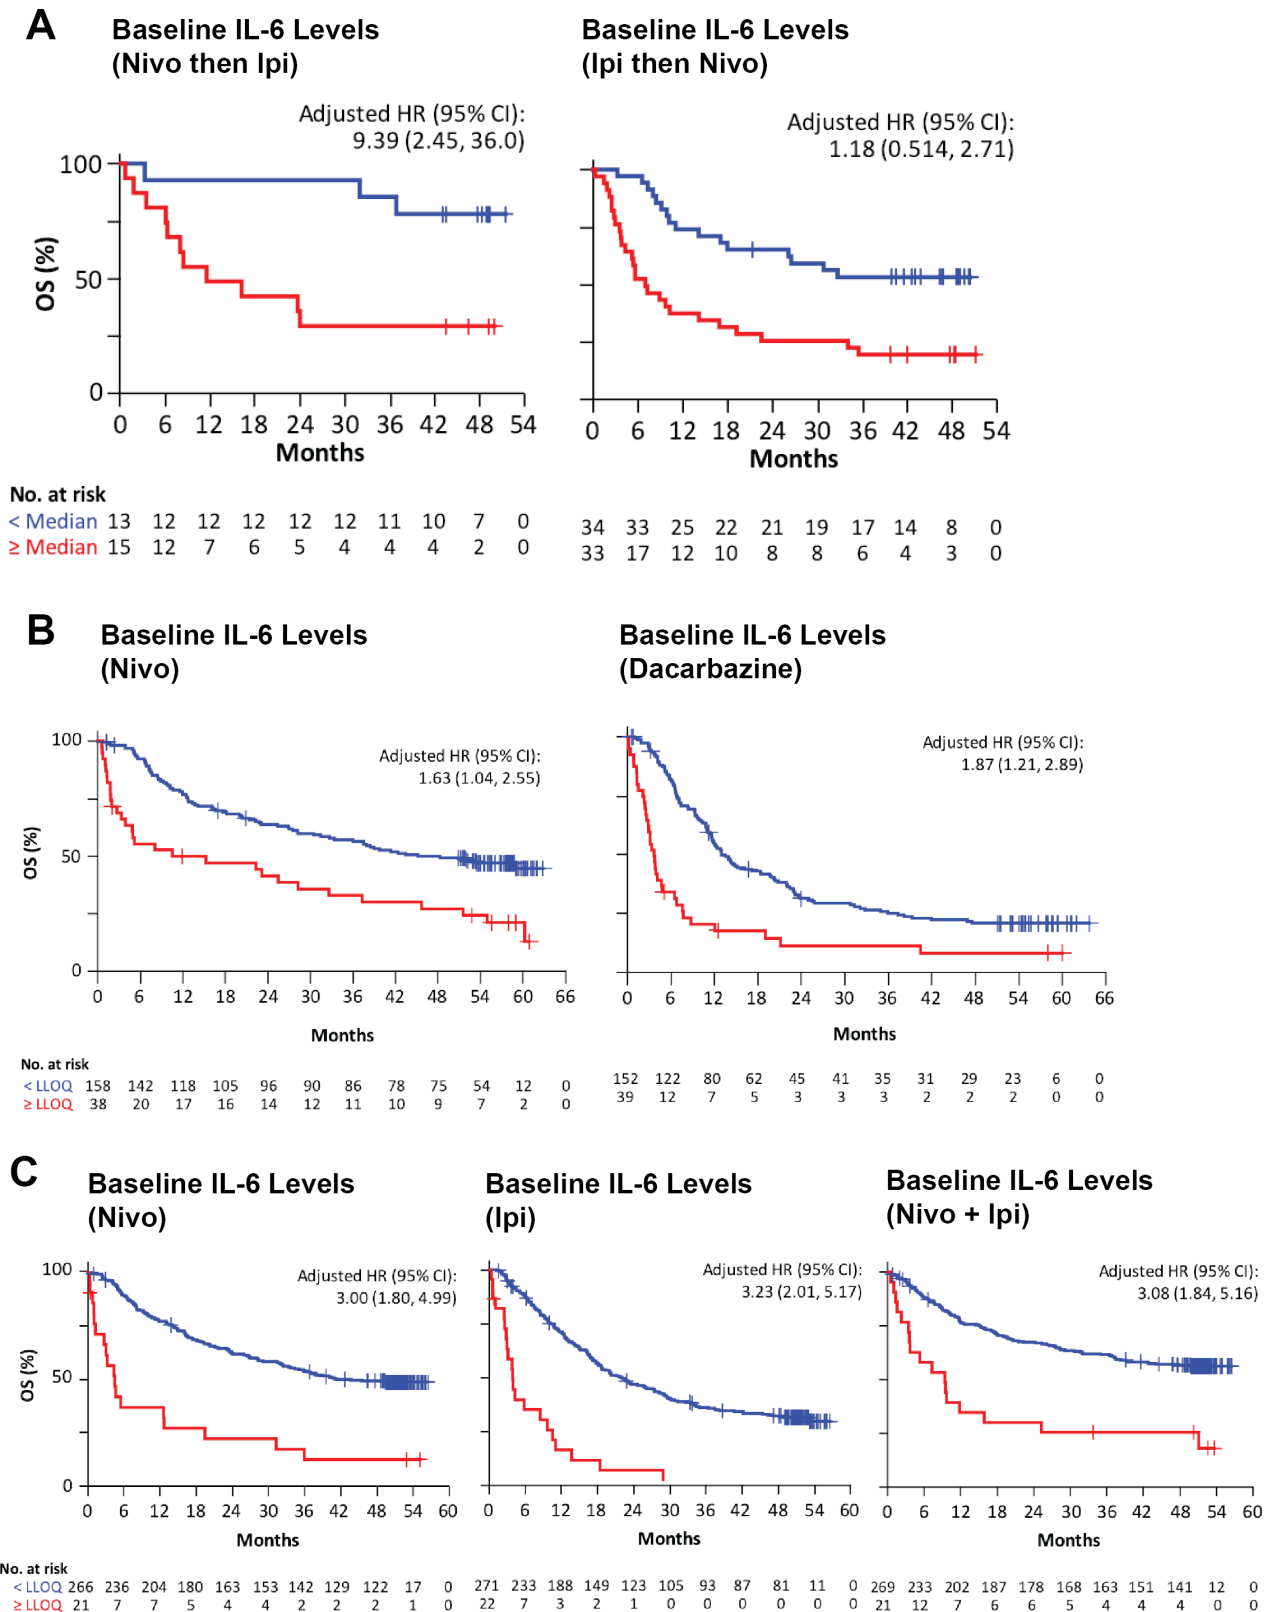 A
Baseline IL-6 Levels
(Nivo then Ipi)
Baseline IL-6 Levels
(Ipi then Nivo)
Adjusted HR (95% CI):
9.39 (2.45, 36.0)
Adjusted HR (95% CI):
1.18 (0.514, 2.71)
100
50
0
OS (%)
0 6 12 18 24 30 36 42 48 54
Months
0 6 12 18 24 30 36 42 48 54
Months
No. at risk
< Median 13 12 12 12 12 12 11 10 7 0
≥ Median 15 12 7 6 5 4 4 4 2 0
34 33 25 22 21 19 17 14 8 0
33 17 12 10 8 8 6 4 3 0
B
Baseline IL-6 Levels
(Nivo)
Baseline IL-6 Levels
(Dacarbazine)
Adjusted HR (95% CI):
1.63 (1.04, 2.55)
Adjusted HR (95% CI):
1.87 (1.21, 2.89)
100
50
0
OS (%)
0 6 12 18 24 30 36 42 48 54 60 66
Months
0 6 12 18 24 30 36 42 48 54 60 66
Months
No. at risk
< LLOQ 158 142 118 105 96 90 86 78 75 54 12 0
≥ LLOQ 38 20 17 16 14 12 11 10 9 7 2 0
152 122 80 62 45 41 35 31 29 23 6 0
39 12 7 5 3 3 3 2 2 2 0 0
C
Baseline IL-6 Levels
(Nivo)
Baseline IL-6 Levels
(Ipi)
Baseline IL-6 Levels
(Nivo + Ipi)
Adjusted HR (95% CI):
3.00 (1.80, 4.99)
Adjusted HR (95% CI):
3.23 (2.01, 5.17)
Adjusted HR (95% CI):
3.08 (1.84, 5.16)
100
50
0
OS (%)
0 6 12 18 24 30 36 42 48 54 60
Months
0 6 12 18 24 30 36 42 48 54 60
Months
0 6 12 18 24 30 36 42 48 54 60
Months
No. at risk
< LLOQ 266 236 204 180 163 153 142 129 122 17 0
≥ LLOQ 21 7 7 5 4 4 2 2 2 1 0
271 233 188 149 123 105 93 87 81 11 0
22 7 3 2 1 0 0 0 0 0 0
269 233 202 187 178 168 163 151 141 12 0
21 12 7 6 6 5 4 4 4 0 0